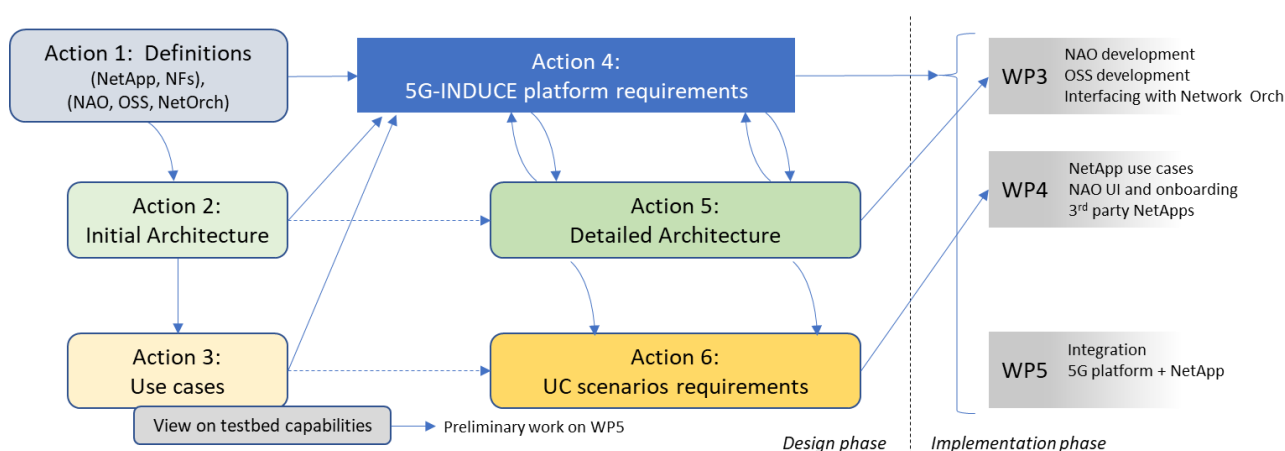 Action 1:  Definitions
(NetApp, NFs),
(NAO, OSS, NetOrch)
Action 4:
5G-INDUCE platform requirements
WP3
NAO development
OSS development
Interfacing with Network Orch
Action 2:
Initial Architecture
Action 5:
Detailed Architecture
WP4
NetApp use cases
NAO UI and onboarding
3rd party NetApps
Action 3:
Use cases
Action 6:
UC scenarios requirements
WP5
Integration
5G platform + NetApp
View on testbed capabilities
Preliminary work on WP5
Design phase
Implementation phase